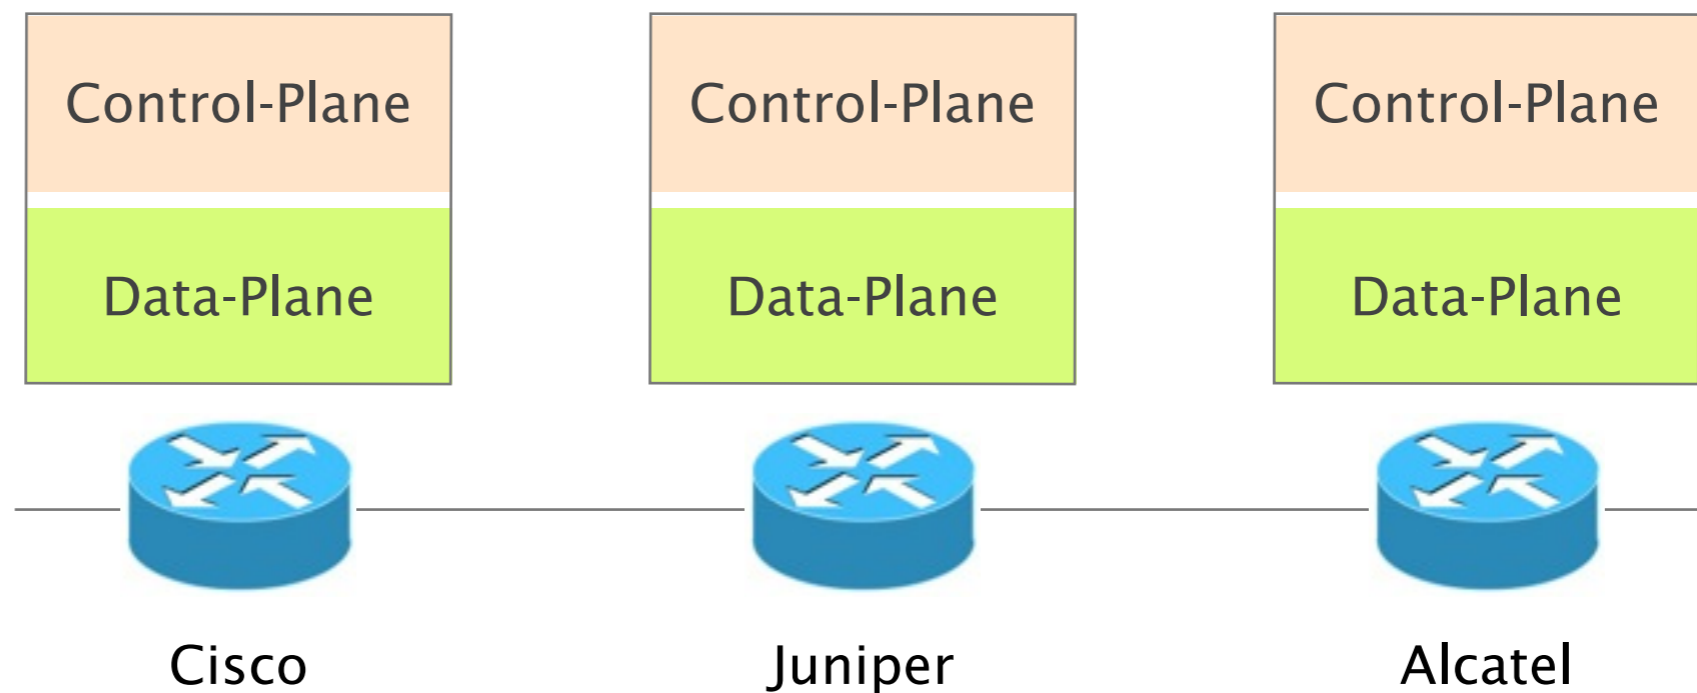 Control-Plane Control-Plane Control-Plane
Data-Plane Data-Plane Data-Plane
Cisco Juniper Alcatel